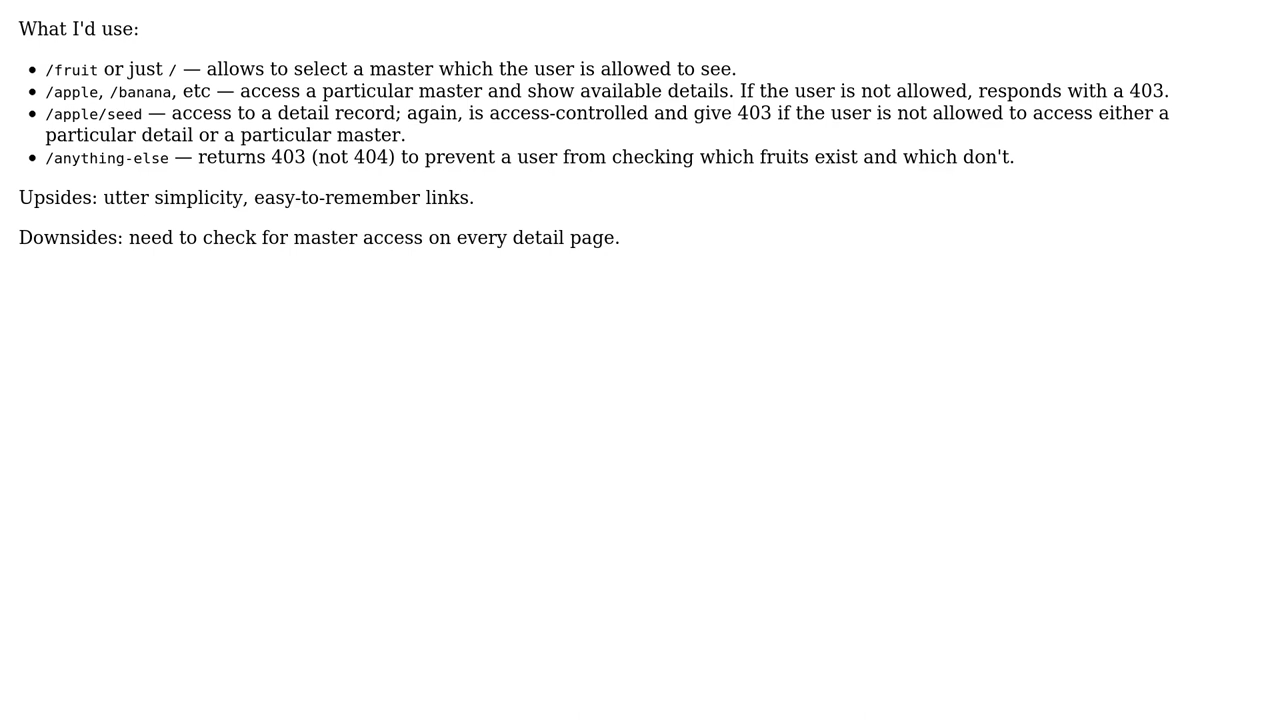 What I'd use:
• /fruit or just / — allows to select a master which the user is allowed to see.
• /apple, /banana, etc — access a particular master and show available details. If the user is not allowed, responds with a 403.
• /apple/seed — access to a detail record; again, is access-controlled and give 403 if the user is not allowed to access either a
particular detail or a particular master.
• /anything-else — returns 403 (not 404) to prevent a user from checking which fruits exist and which don't.
Upsides: utter simplicity, easy-to-remember links.
Downsides: need to check for master access on every detail page.